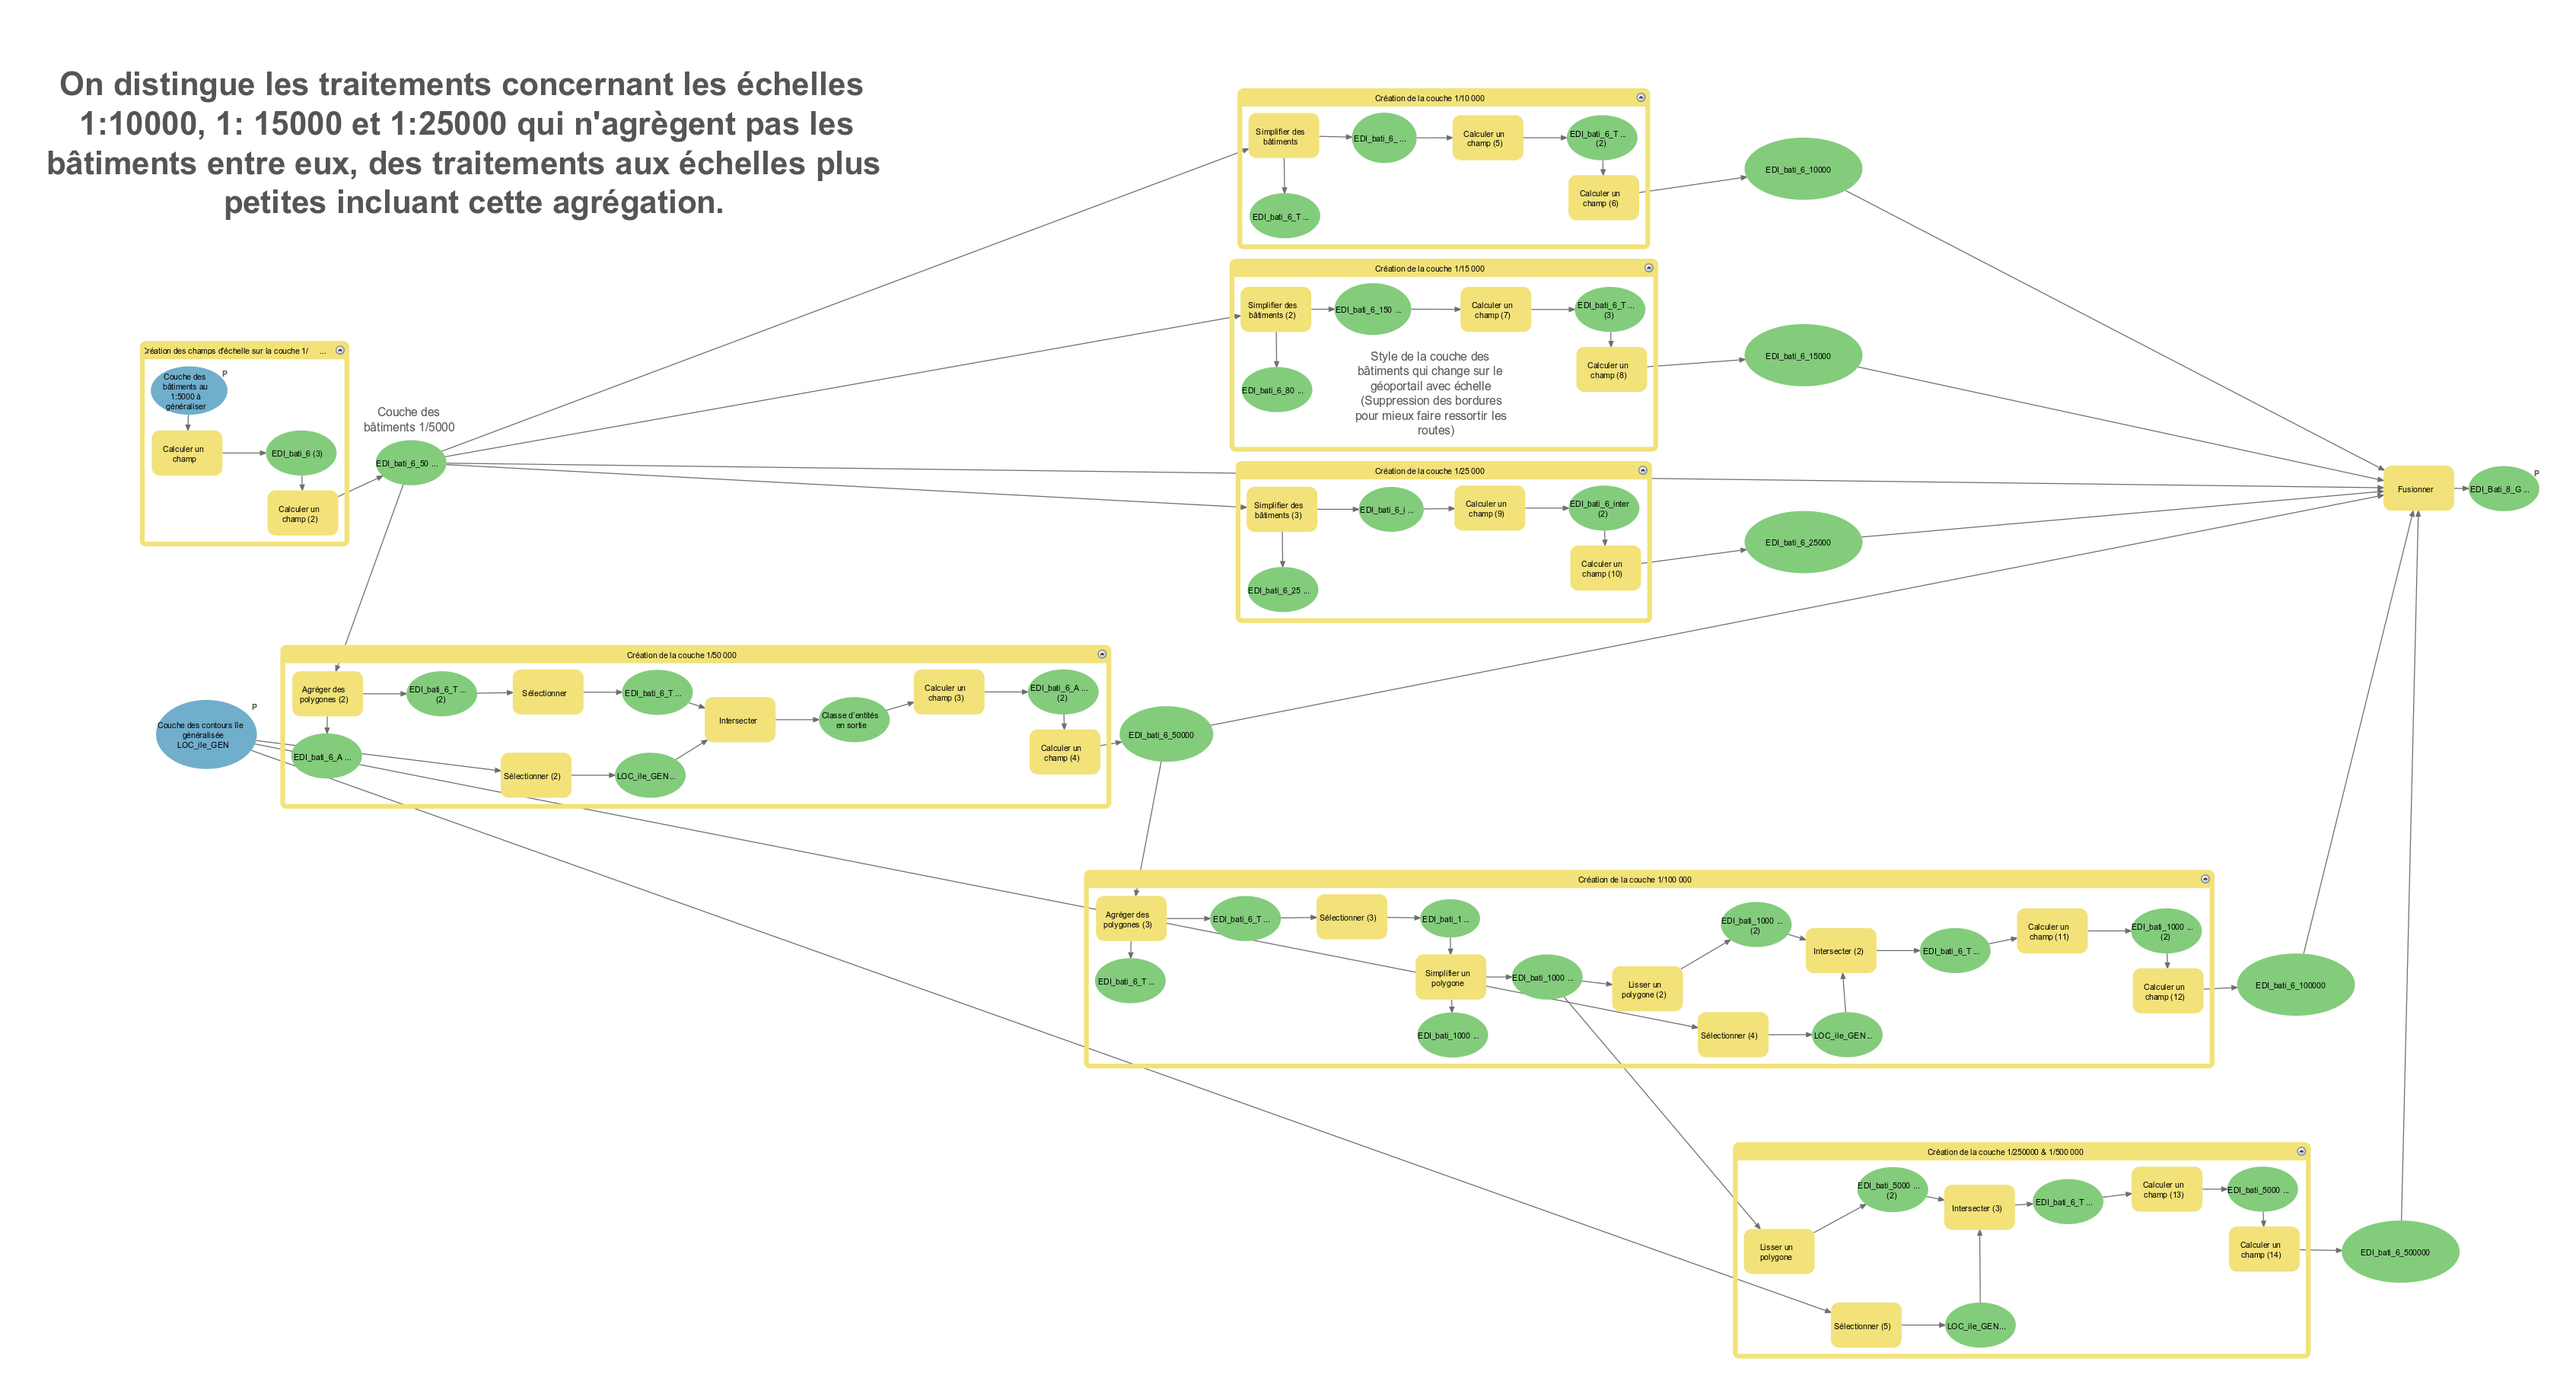 On distingue les traitements concernant les échelles
1:10000, 1: 15000 et 1:25000 qui n'agrègent pas les
bâtiments entre eux, des traitements aux échelles plus
petites incluant cette agrégation.
Création de la couche 1/10 000
Simplifier des
bâtiments
EDI_bati_6_ ...
Calculer un
champ (5)
EDI_bati_6_T ...
(2)
Calculer un
champ (6)
EDI_bati_6_T ...
EDI_bati_6_10000
Création de la couche 1/15 000
Simplifier des
bâtiments (2)
EDI_bati_6_150 ...
Calculer un
champ (7)
EDI_bati_6_T ...
(3)
Calculer un
champ (8)
EDI_bati_6_80 ...
Style de la couche des
bâtiments qui change sur le
géoportail avec échelle
(Suppression des bordures
pour mieux faire ressortir les
routes)
EDI_bati_6_15000
Création des champs d'échelle sur la couche 1/ ...
Couche des
bâtiments au
1:5000 à
généraliser
P
Calculer un
champ
EDI_bati_6 (3)
Calculer un
champ (2)
Couche des
bâtiments 1/5000
EDI_bati_6_50 ...
Création de la couche 1/25 000
Simplifier des
bâtiments (3)
EDI_bati_6_i ...
Calculer un
champ (9)
EDI_bati_6_inter
(2)
Calculer un
champ (10)
EDI_bati_6_25 ...
EDI_bati_6_25000
Fusionner
EDI_Bati_8_G ...
P
Création de la couche 1/50 000
Agréger des
polygones (2)
EDI_bati_6_T ...
(2)
Sélectionner
EDI_bati_6_T ...
Intersecter
Classe d'entités
en sortie
Calculer un
champ (3)
EDI_bati_6_A ...
(2)
Calculer un
champ (4)
EDI_bati_6_A ...
Sélectionner (2)
LOC_ile_GEN...
Couche des contours île
généralisée
LOC_ile_GEN
P
EDI_bati_6_50000
Création de la couche 1/100 000
Agréger des
polygones (3)
EDI_bati_6_T ...
Sélectionner (3)
EDI_bati_1 ...
EDI_bati_6_T ...
Simplifier un
polygone
EDI_bati_1000 ...
EDI_bati_1000 ...
Lisser un
polygone (2)
EDI_bati_1000 ...
(2)
Intersecter (2)
Sélectionner (4)
LOC_ile_GEN...
EDI_bati_6_T ...
Calculer un
champ (11)
EDI_bati_1000 ...
(2)
Calculer un
champ (12)
EDI_bati_6_100000
Création de la couche 1/250000 & 1/500 000
Lisser un
polygone
EDI_bati_5000 ...
(2)
Intersecter (3)
EDI_bati_6_T ...
Calculer un
champ (13)
EDI_bati_5000 ...
Calculer un
champ (14)
Sélectionner (5)
LOC_ile_GEN...
EDI_bati_6_500000